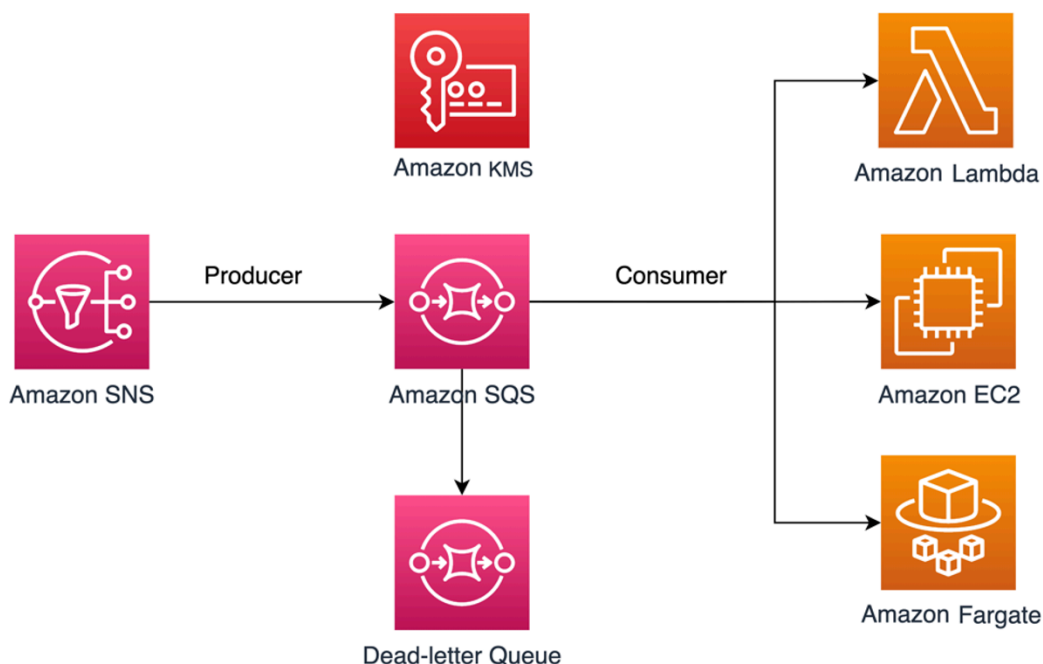 Amazon KMS
Amazon Lambda
Producer
Consumer
Amazon SNS
Amazon SQS
Amazon EC2
Amazon Fargate
Dead-letter Queue